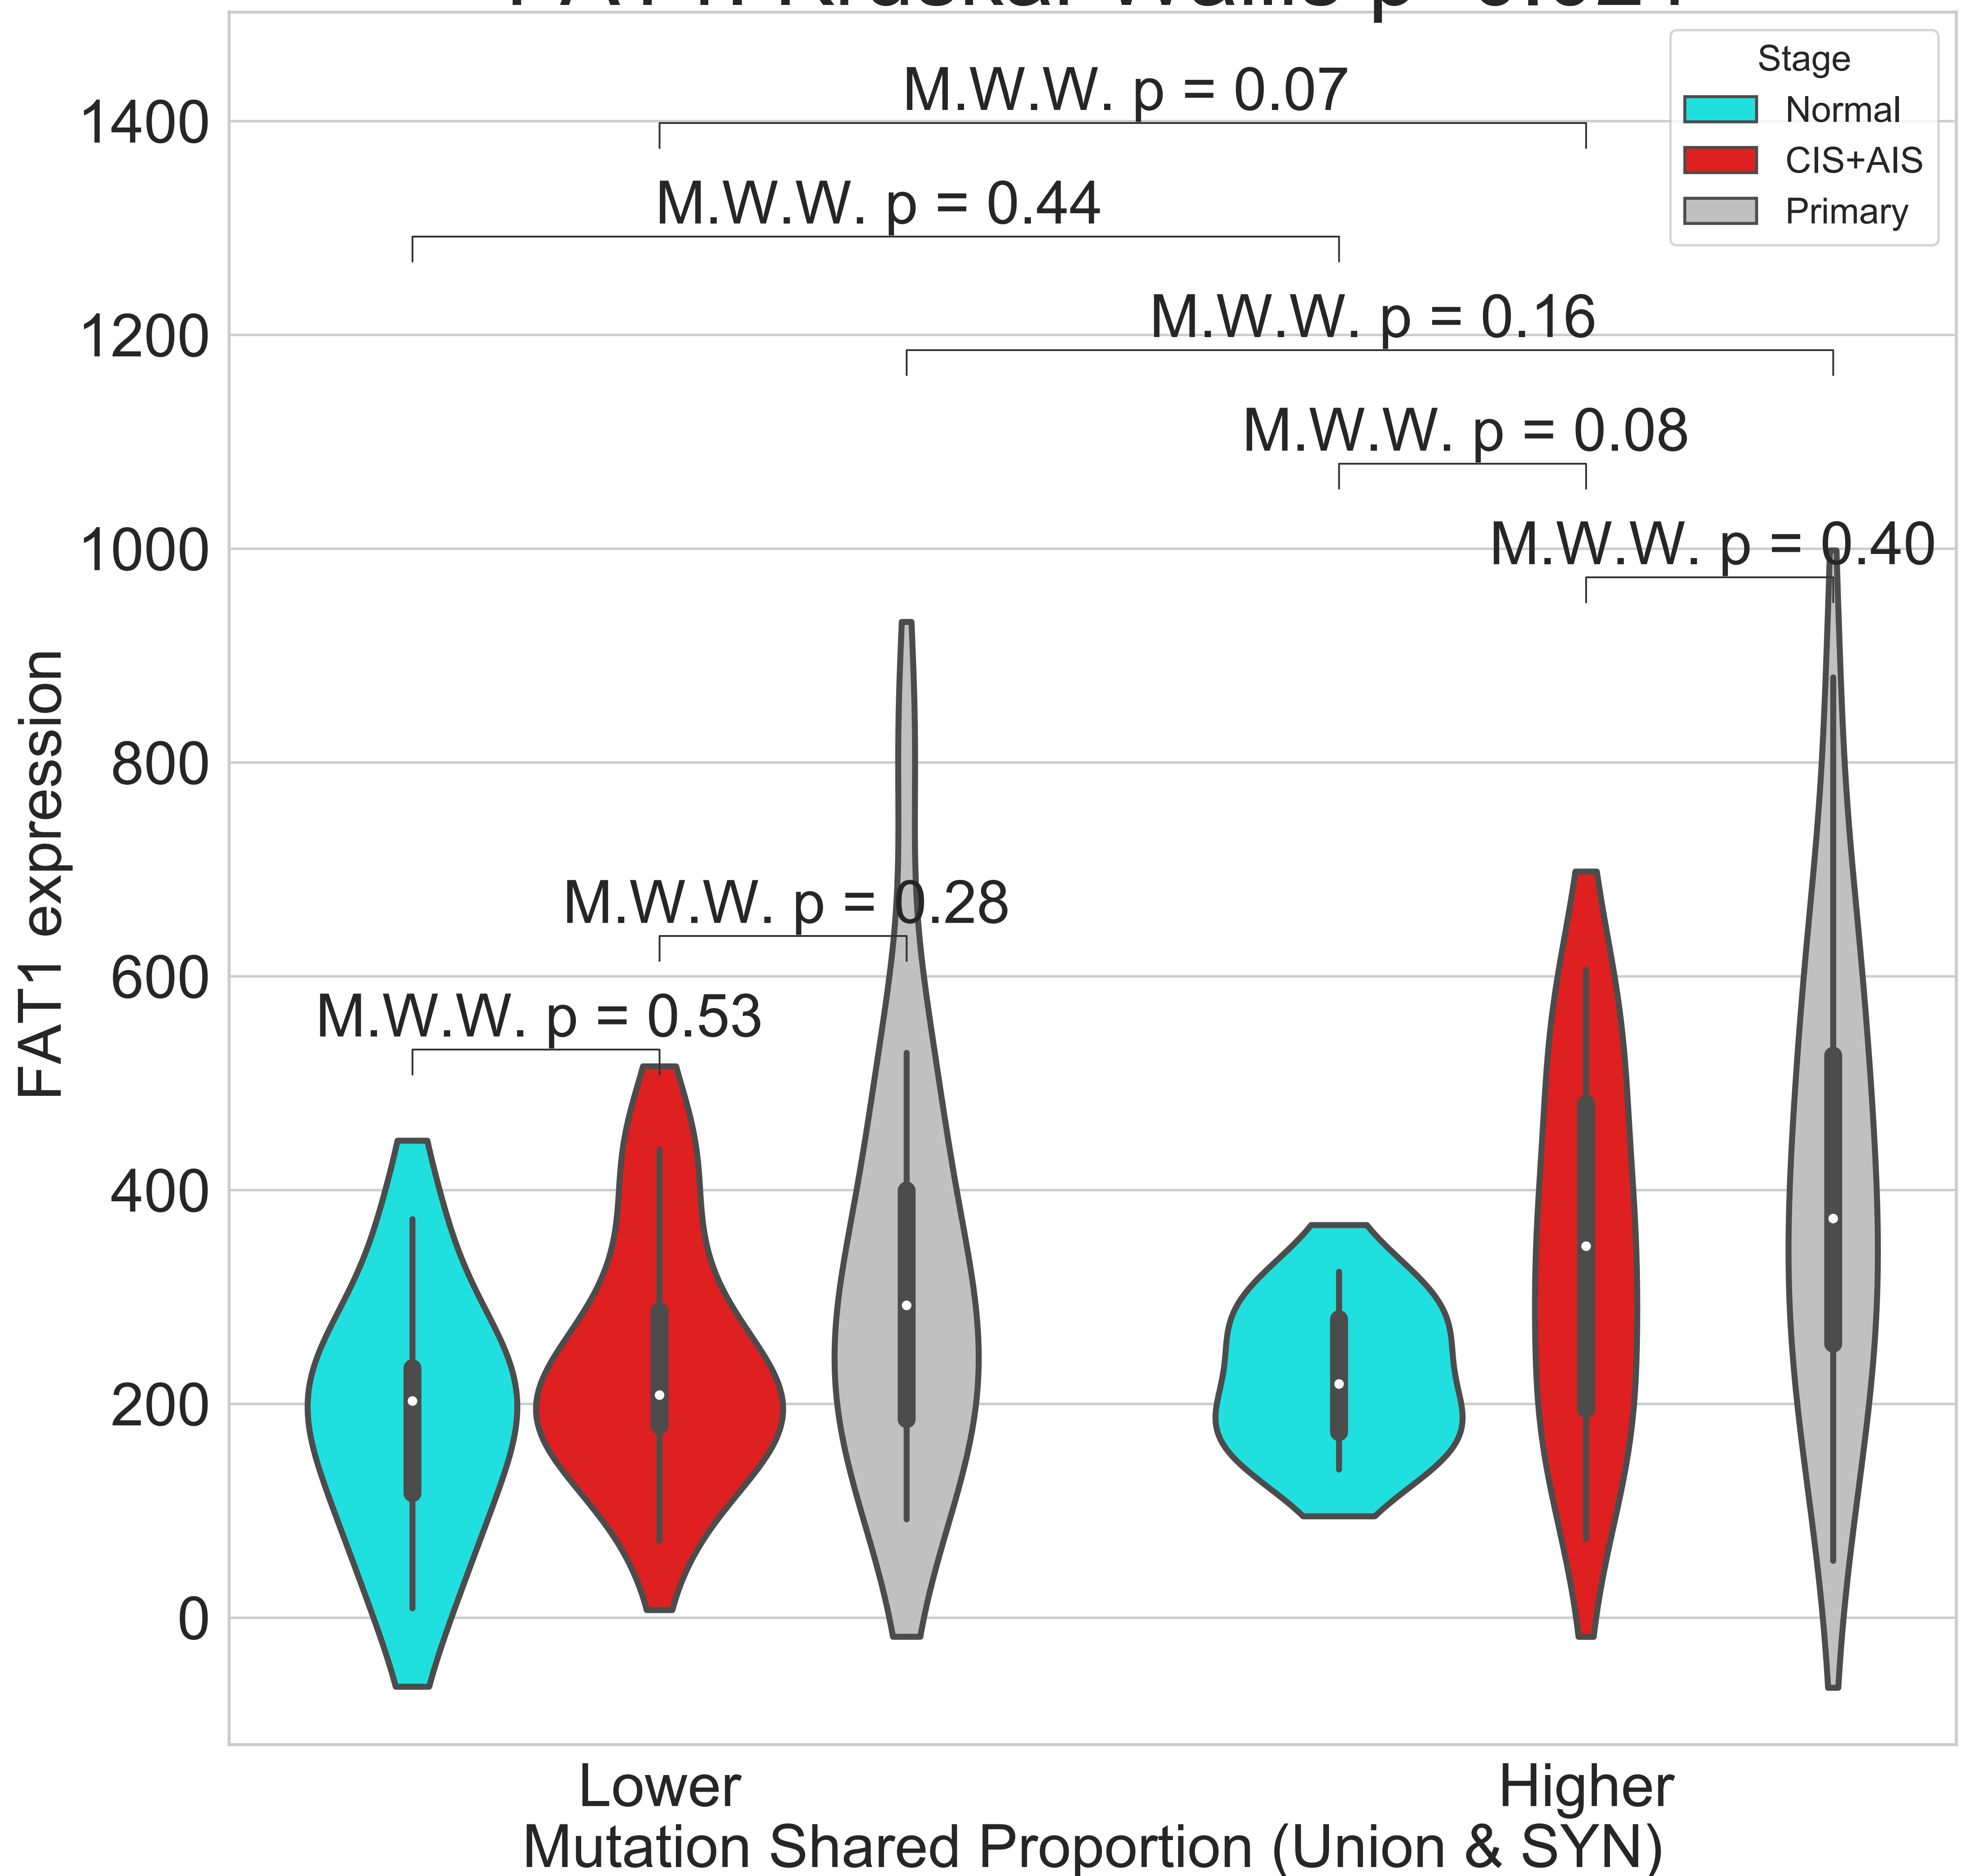 Stage
Normal
CIS+AIS
Primary
M.W.W. p = 0.07
M.W.W. p = 0.44
M.W.W. p = 0.16
M.W.W. p = 0.08
M.W.W. p = 0.40
M.W.W. p = 0.28
M.W.W. p = 0.53
1400
1200
1000
800
600
400
200
0
FAT1 expression
Lower
Higher
Mutation Shared Proportion (Union & SYN)